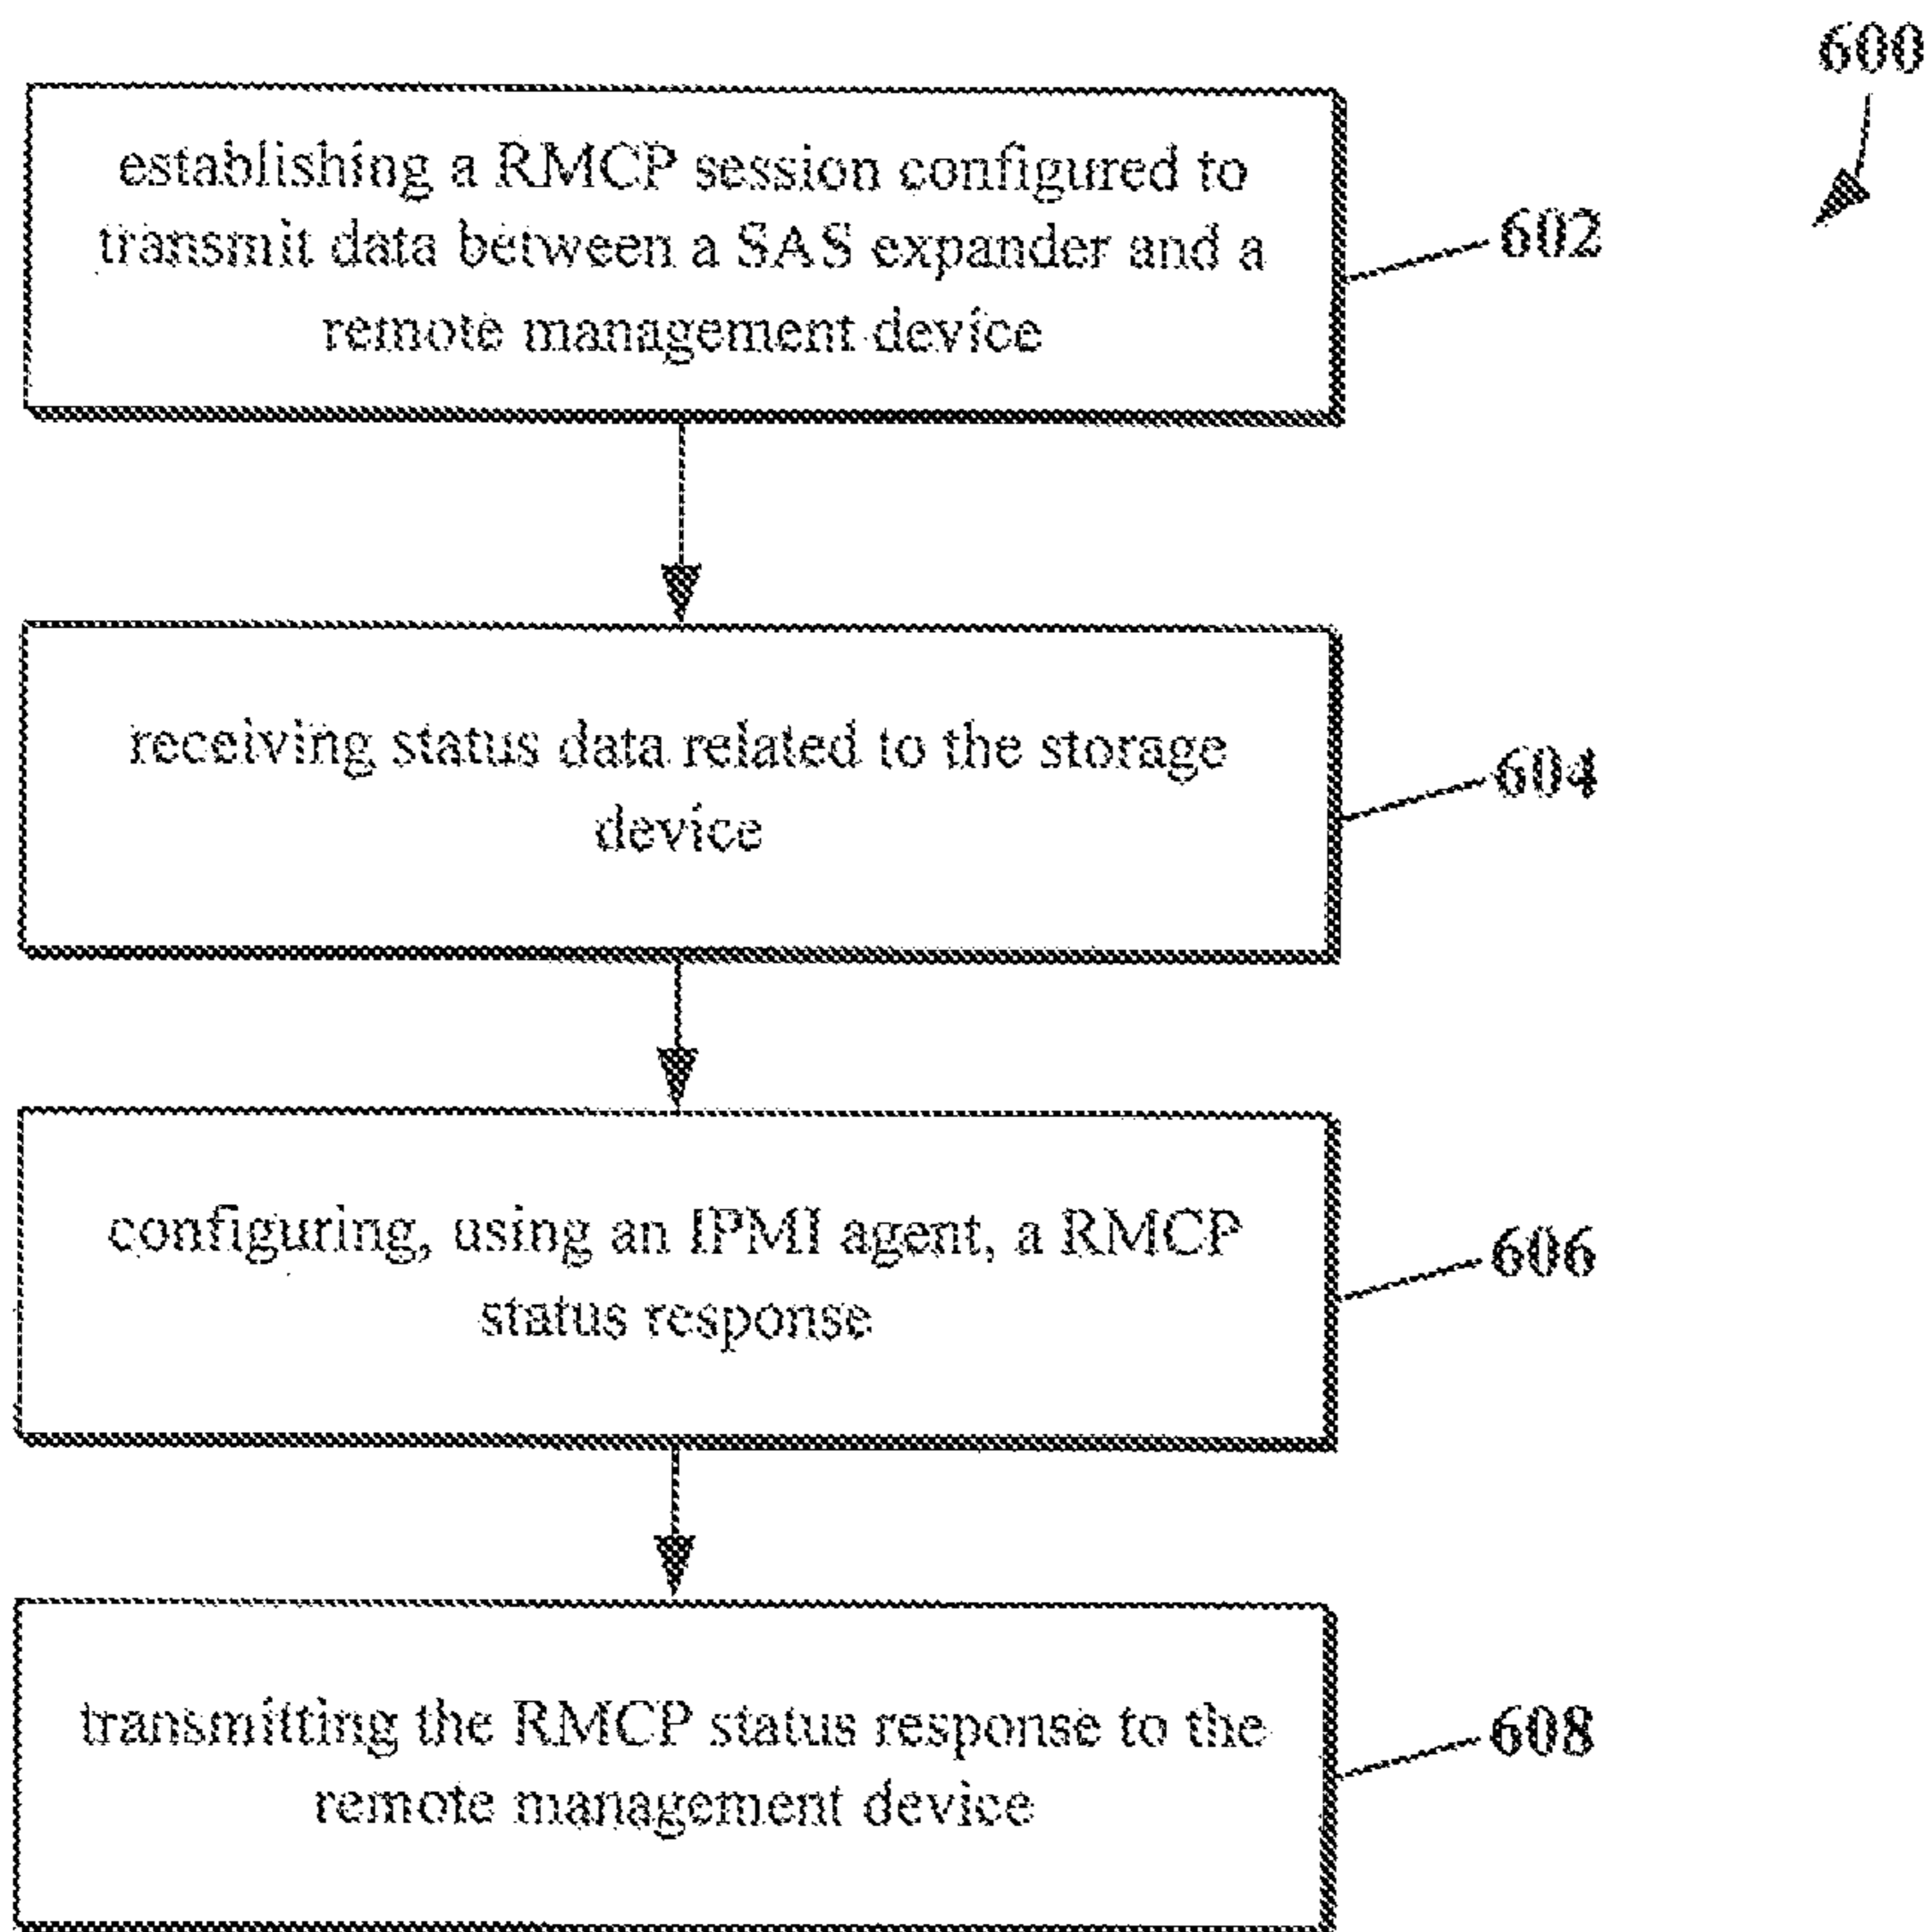 600
establishing a RMCP session configured to
transmit data between a SAS expander and a
remote management device
602
receiving status data related to the storage
device
604
configuring, using an IPMI agent, a RMCP
status response
606
transmitting the RMCP status response to the
remote management device
608